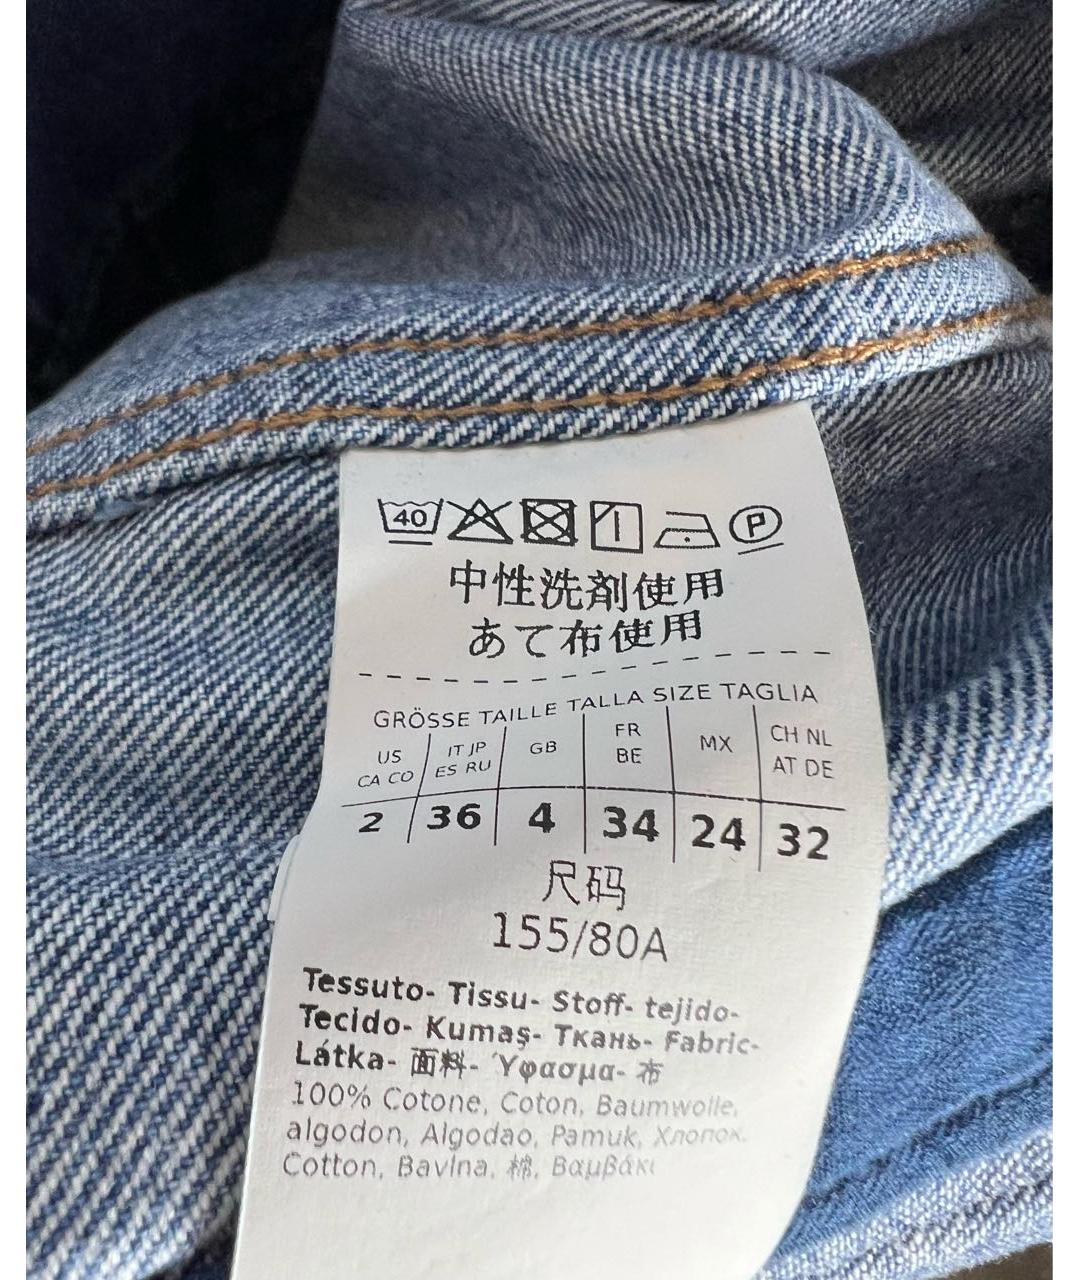 40 P
中性洗剤使用
あて布使用
GRÖSSE TAILLE TALLA SIZE TAGLIA
US CA CO IT JP ES RU GB FR BE MX CH NL AT DE
2 36 4 34 24 32
尺码
155/80A
Tessuto- Tissu- Stoff- tejido-
Tecido- Kumaş- Ткань- Fabric-
Látka- 面料- Ύφασμα- 布
100% Cotone, Coton, Baumwolle,
algodon, Algodao, Pamuk, Хлопок.
Cotton, Bavlna, 棉, Βαμβάκι